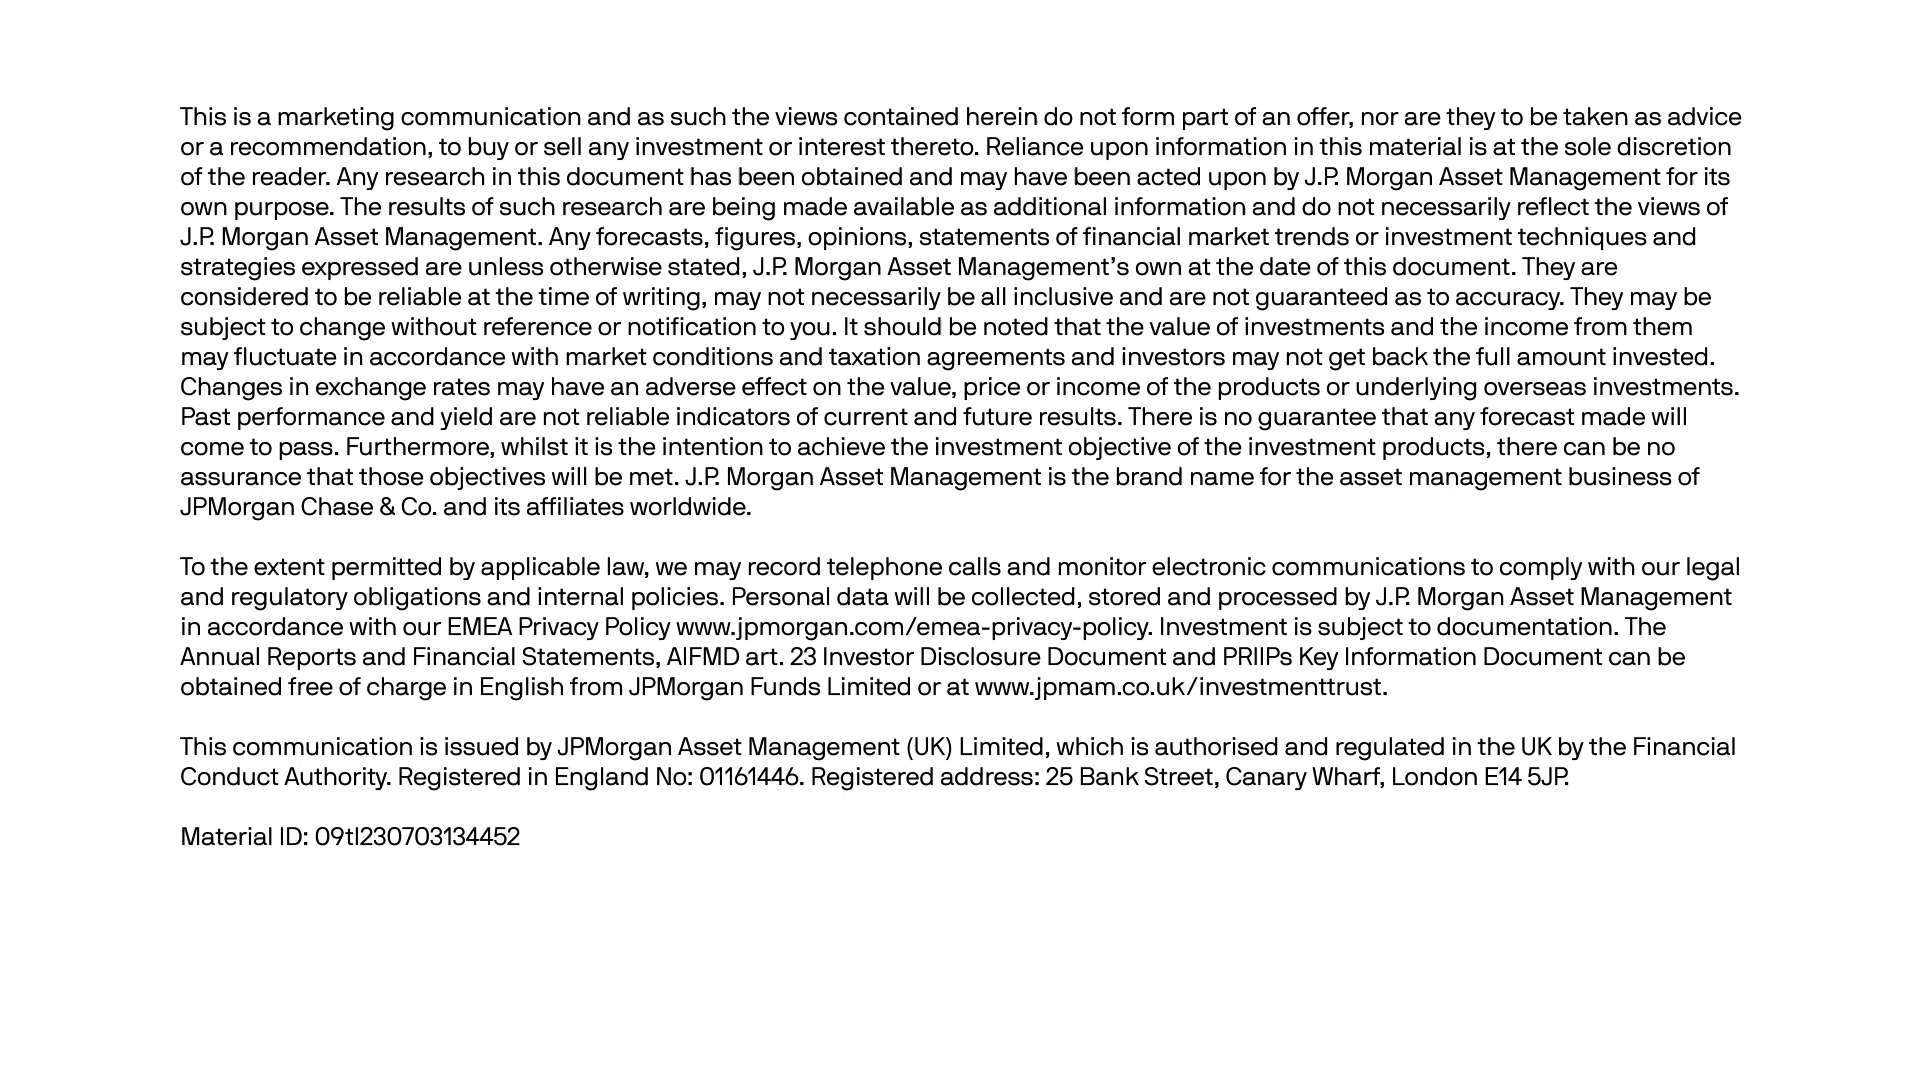 This is a marketing communication and as such the views contained herein do not form part of an offer, nor are they to be taken as advice
or a recommendation, to buy or sell any investment or interest thereto. Reliance upon information in this material is at the sole discretion
of the reader. Any research in this document has been obtained and may have been acted upon by J.P. Morgan Asset Management for its
own purpose. The results of such research are being made available as additional information and do not necessarily reflect the views of
J.P. Morgan Asset Management. Any forecasts, figures, opinions, statements of financial market trends or investment techniques and
strategies expressed are unless otherwise stated, J.P. Morgan Asset Management’s own at the date of this document. They are
considered to be reliable at the time of writing, may not necessarily be all inclusive and are not guaranteed as to accuracy. They may be
subject to change without reference or notification to you. It should be noted that the value of investments and the income from them
may fluctuate in accordance with market conditions and taxation agreements and investors may not get back the full amount invested.
Changes in exchange rates may have an adverse effect on the value, price or income of the products or underlying overseas investments.
Past performance and yield are not reliable indicators of current and future results. There is no guarantee that any forecast made will
come to pass. Furthermore, whilst it is the intention to achieve the investment objective of the investment products, there can be no
assurance that those objectives will be met. J.P. Morgan Asset Management is the brand name for the asset management business of
JPMorgan Chase & Co. and its affiliates worldwide.
To the extent permitted by applicable law, we may record telephone calls and monitor electronic communications to comply with our legal
and regulatory obligations and internal policies. Personal data will be collected, stored and processed by J.P. Morgan Asset Management
in accordance with our EMEA Privacy Policy www.jpmorgan.com/emea-privacy-policy. Investment is subject to documentation. The
Annual Reports and Financial Statements, AIFMD art. 23 Investor Disclosure Document and PRIIPs Key Information Document can be
obtained free of charge in English from JPMorgan Funds Limited or at www.jpmam.co.uk/investmenttrust.
This communication is issued by JPMorgan Asset Management (UK) Limited, which is authorised and regulated in the UK by the Financial
Conduct Authority. Registered in England No: 01161446. Registered address: 25 Bank Street, Canary Wharf, London E14 5JP.
Material ID: 09tl230703134452